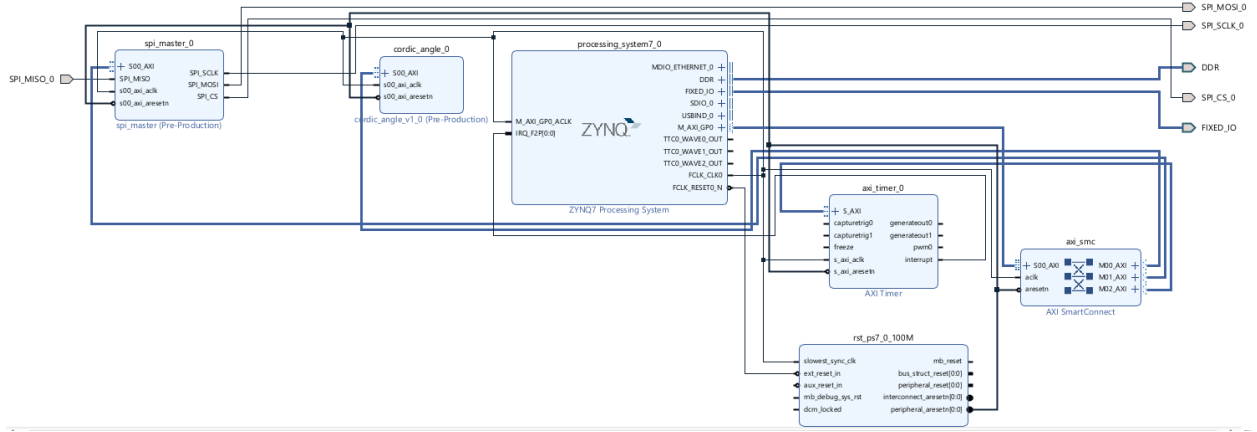 SPI_MOSI_0
SPI_SCLK_0
DDR
SPI_CS_0
FIXED_IO
SPI_MISO_0
spi_master_0
S00_AXI
SPI_MISO
s00_axi_aclk
s00_axi_aresetn
SPI_SCLK
SPI_MOSI
SPI_CS
spi_master (Pre-Production)
cordic_angle_0
S00_AXI
s00_axi_aclk
s00_axi_aresetn
cordic_angle_v1_0 (Pre-Production)
processing_system7_0
M_AXI_GP0_ACLK
IRQ_F2P[0:0]
ZYNQ
MDIO_ETHERNET_0
DDR
FIXED_IO
SDIO_0
USBIND_0
M_AXI_GP0
TTC0_WAVE0_OUT
TTC0_WAVE1_OUT
TTC0_WAVE2_OUT
FCLK_CLK0
FCLK_RESET0_N
ZYNQ7 Processing System
axi_timer_0
S_AXI
capturetrig0
capturetrig1
freeze
s_axi_aclk
s_axi_aresetn
generateout0
generateout1
pwm0
interrupt
AXI Timer
axi_smc
S00_AXI
aclk
aresetn
M00_AXI
M01_AXI
M02_AXI
AXI SmartConnect
rst_ps7_0_100M
slowest_sync_clk
ext_reset_in
aux_reset_in
mb_debug_sys_rst
dcm_locked
mb_reset
bus_struct_reset[0:0]
peripheral_reset[0:0]
interconnect_aresetn[0:0]
peripheral_aresetn[0:0]